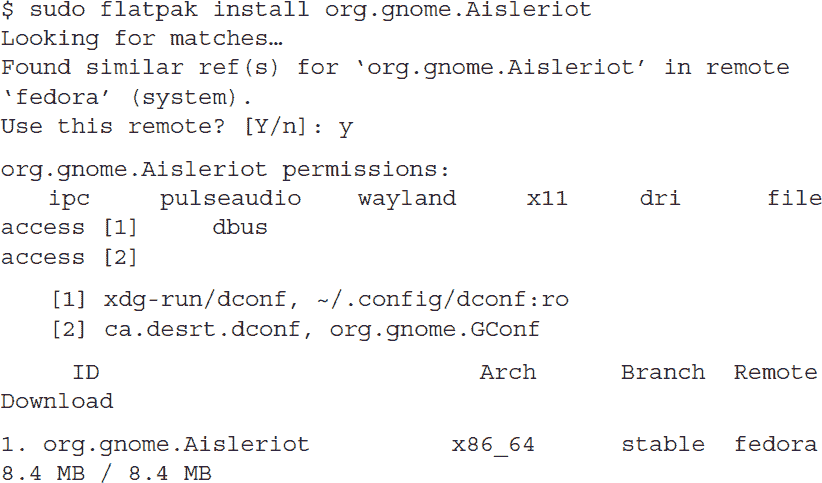 $ sudo flatpak install org.gnome.Aisleriot
Looking for matches…
Found similar ref(s) for ‘org.gnome.Aisleriot’ in remote
‘fedora’ (system).
Use this remote? [Y/n]: y
org.gnome.Aisleriot permissions:
ipc pulseaudio wayland x11 dri file
access [1] dbus
access [2]
[1] xdg-run/dconf, ~/.config/dconf:ro
[2] ca.desrt.dconf, org.gnome.GConf
ID Arch Branch Remote
Download
1. org.gnome.Aisleriot x86_64 stable fedora
8.4 MB / 8.4 MB